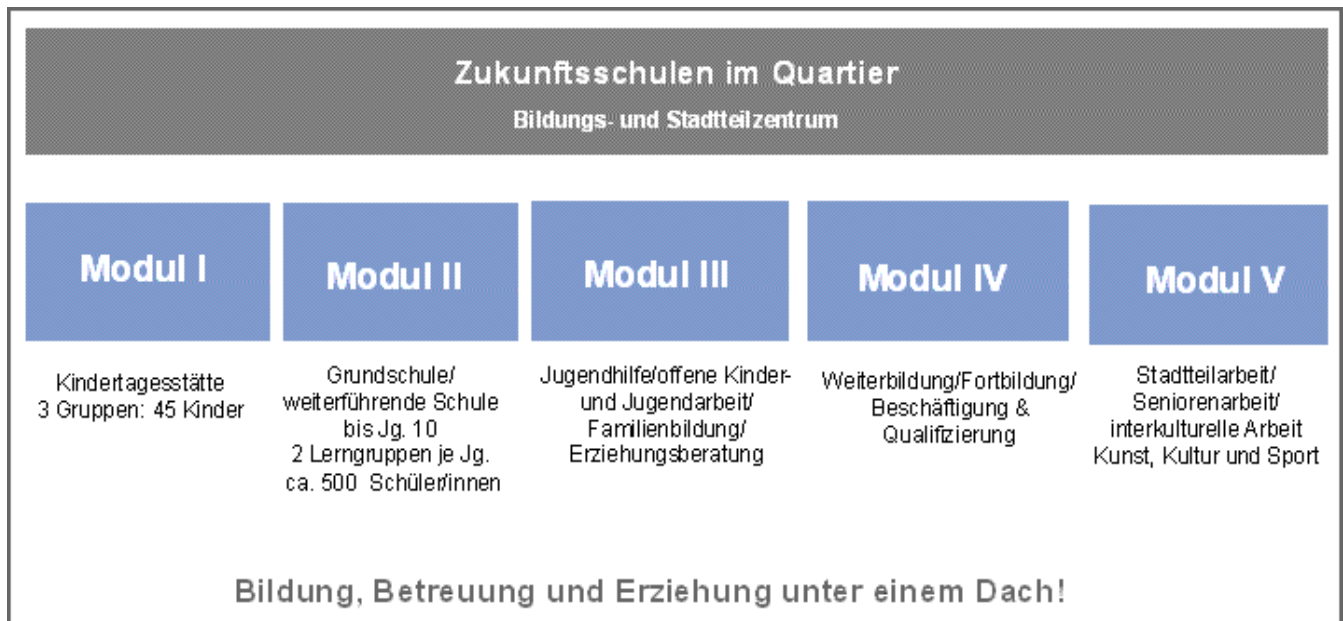 Zukunftsschulen im Quartier
Bildungs- und Stadtteilzentrum
Modul I
Kindertagesstätte
3 Gruppen: 45 Kinder
Modul II
Grundschule/
weiterführende Schule
bis Jg. 10
2 Lerngruppen je Jg.
ca. 500 Schüler/innen
Modul III
Jugendhilfe/offene Kinder-
und Jugendarbeit/
Familienbildung/
Erziehungsberatung
Modul IV
Weiterbildung/Fortbildung/
Beschäftigung &
Qualifizierung
Modul V
Stadtteilarbeit/
Seniorenarbeit/
interkulturelle Arbeit
Kunst, Kultur und Sport
Bildung, Betreuung und Erziehung unter einem Dach!